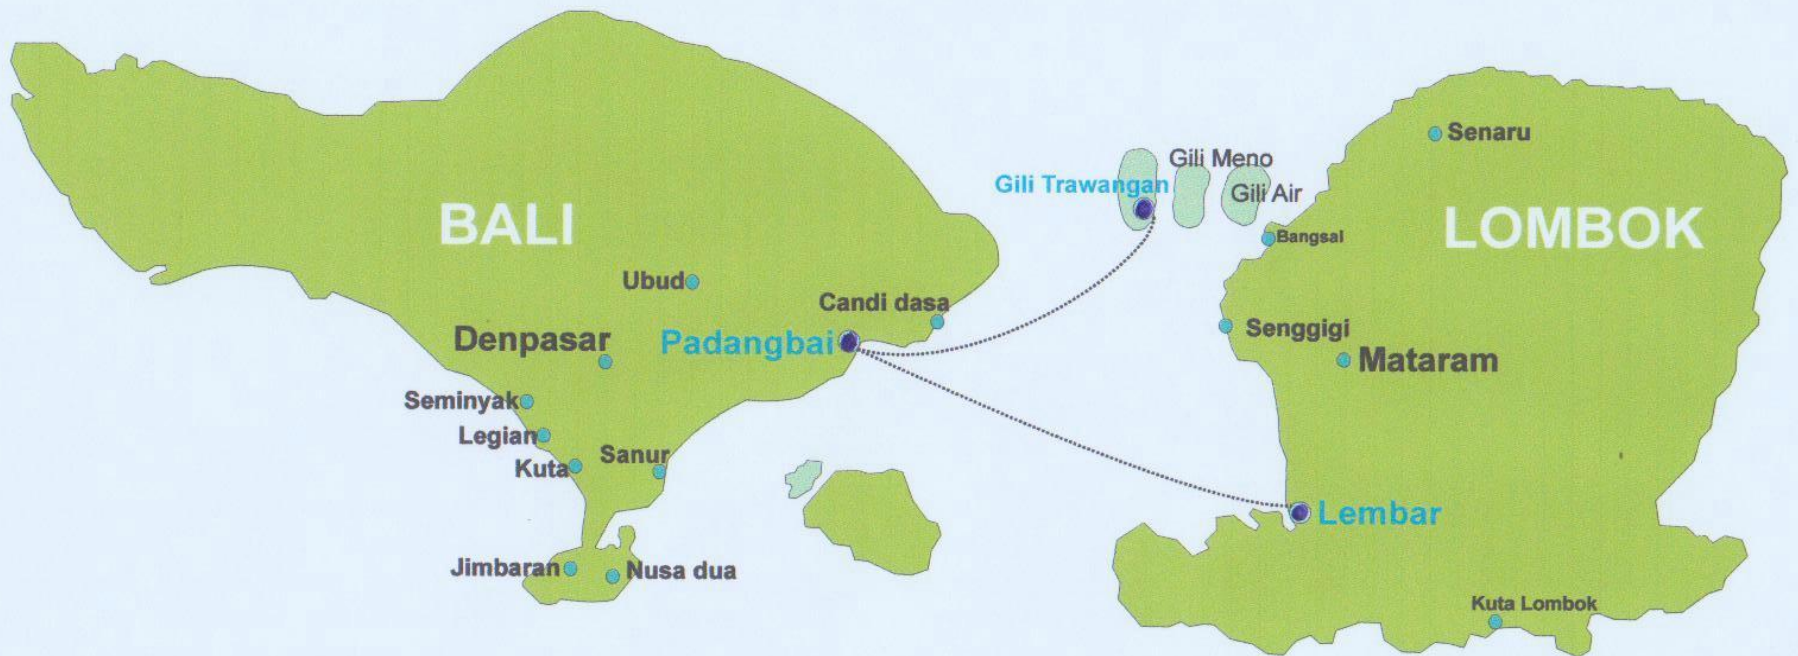 BALI
Ubud
Candi dasa
Denpasar
Padangbai
Seminyak
Legian
Kuta
Sanur
Jimbaran
Nusa dua
Gili Trawangan
Gili Meno
Gili Air
Senaru
LOMBOK
Bangsal
Senggigi
Mataram
Lembar
Kuta Lombok